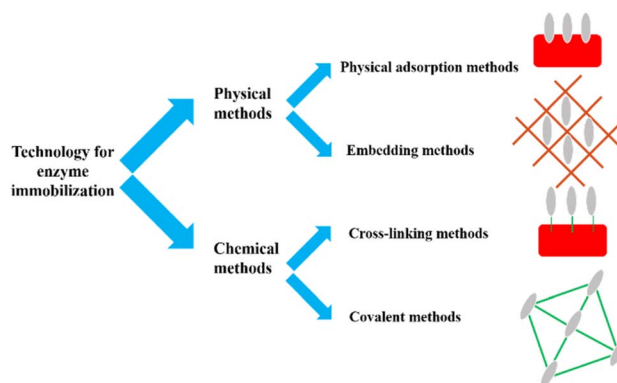 Technology for
enzyme
immobilization
Physical
methods
Physical adsorption methods
Embedding methods
Chemical
methods
Cross-linking methods
Covalent methods